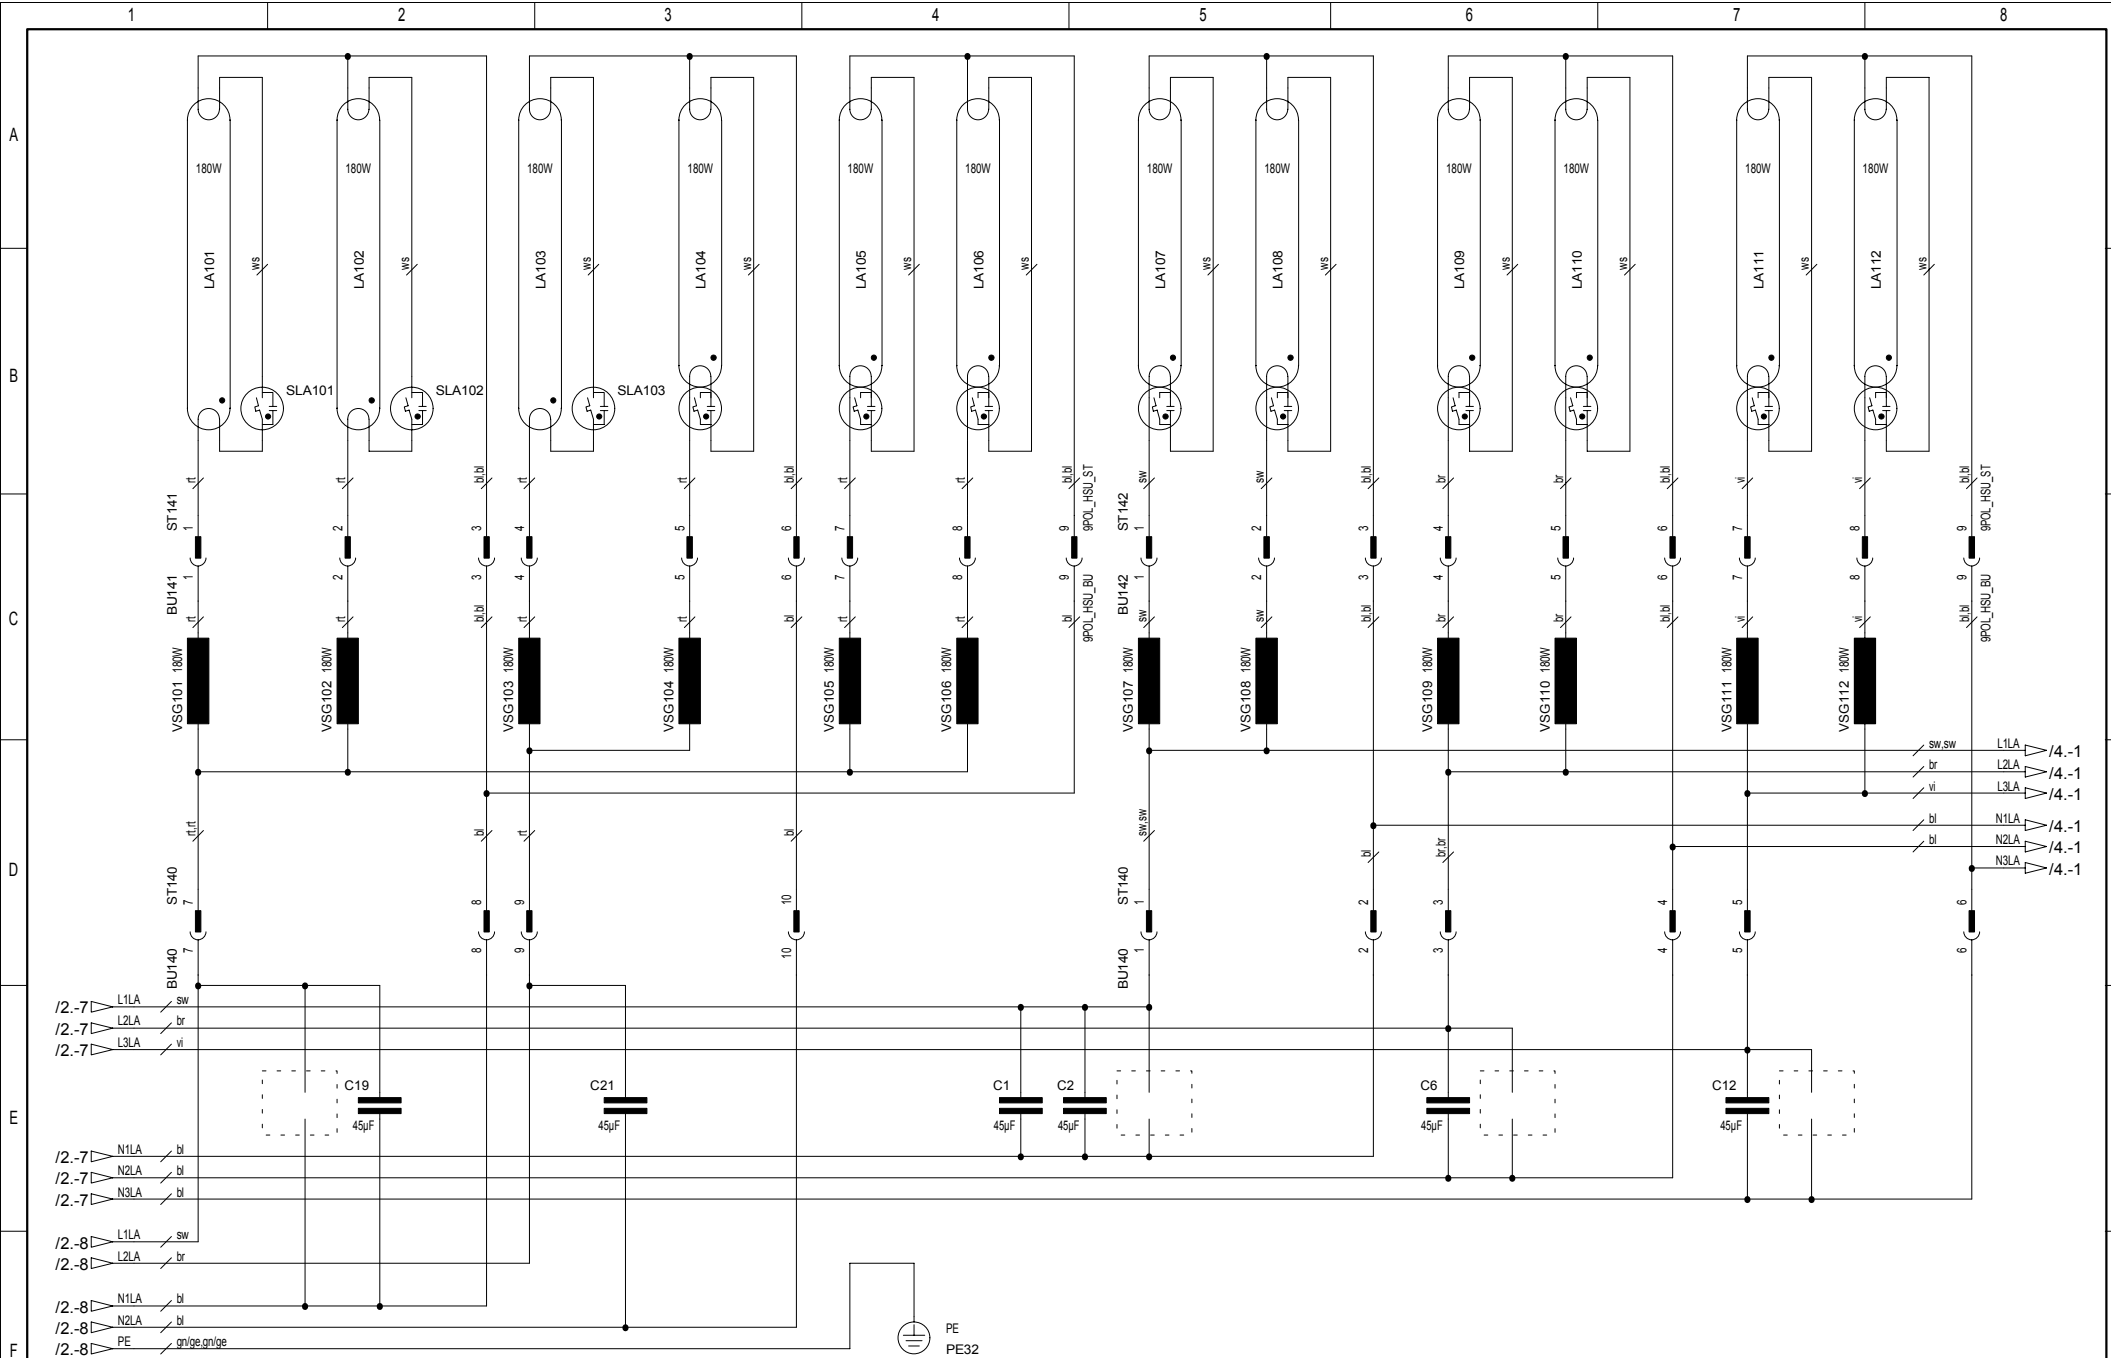 1 2 3 4 5 6 7 8
A
180W 180W 180W 180W 180W 180W 180W 180W 180W 180W 180W 180W
LA101 ws LA102 ws LA103 ws LA104 ws LA105 ws LA106 ws LA107 ws LA108 ws LA109 ws LA110 ws LA111 ws LA112 ws
B
SLA101 SLA102 SLA103
rt rt bl,bl rt rt bl,bl rt rt bl,bl sw sw bl,bl br br bl,bl vi vi bl,bl
ST141 9POL_HSU_ST ST142 9POL_HSU_ST
1 2 3 4 5 6 7 8 9 1 2 3 4 5 6 7 8 9
1 2 3 4 5 6 7 8 9 1 2 3 4 5 6 7 8 9
BU141 9POL_HSU_BU BU142 9POL_HSU_BU
C
rt rt bl,bl rt rt bl rt rt bl sw sw bl,bl br br bl,bl vi vi bl,bl
VSG101 180W VSG102 180W VSG103 180W VSG104 180W VSG105 180W VSG106 180W VSG107 180W VSG108 180W VSG109 180W VSG110 180W VSG111 180W VSG112 180W
sw,sw L1LA /4.-1
br L2LA /4.-1
vi L3LA /4.-1
bl N1LA /4.-1
bl N2LA /4.-1
N3LA /4.-1
D
rt,rt bl rt bl sw,sw bl br,br
ST140 ST140
7 8 9 10 1 2 3 4 5 6
7 8 9 10 1 2 3 4 5 6
BU140 BU140
/2.-7 L1LA sw
/2.-7 L2LA br
/2.-7 L3LA vi
E
C19 C21 C1 C2 C6 C12
45µF 45µF 45µF 45µF 45µF 45µF
/2.-7 N1LA bl
/2.-7 N2LA bl
/2.-7 N3LA bl
/2.-8 L1LA sw
/2.-8 L2LA br
/2.-8 N1LA bl
/2.-8 N2LA bl
/2.-8 PE gn/ge,gn/ge
PE
PE32
F